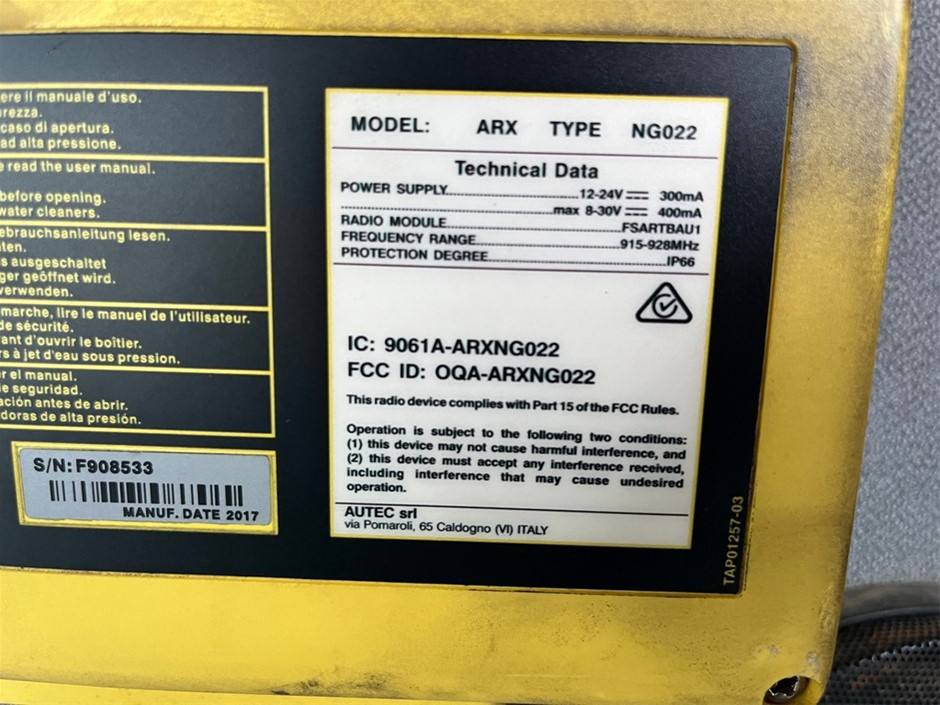 ere il manuale d'uso.
rezza.
caso di apertura.
ad alta pressione.
read the user manual.
before opening.
water cleaners.
ebrauchsanleitung lesen.
ten.
s ausgeschaltet
ger geöffnet wird.
verwenden.
marche, lire le manuel de l'utilisateur.
de sécurité.
ant d'ouvrir le boîtier.
rs à jet d'eau sous pression.
er el manual.
de seguridad.
ación antes de abrir.
doras de alta presión.
S/N: F908533
MANUF. DATE 2017
MODEL: ARX TYPE NG022
Technical Data
POWER SUPPLY 12-24V 300mA
max 8-30V 400mA
RADIO MODULE FSARTBAU1
FREQUENCY RANGE 915-928MHz
PROTECTION DEGREE IP66
IC: 9061A-ARXNG022
FCC ID: OQA-ARXNG022
This radio device complies with Part 15 of the FCC Rules.
Operation is subject to the following two conditions:
(1) this device may not cause harmful interference, and
(2) this device must accept any interference received,
including interference that may cause undesired
operation.
AUTEC srl
via Pomaroli, 65 Caldogno (VI) ITALY
TAP01257-03